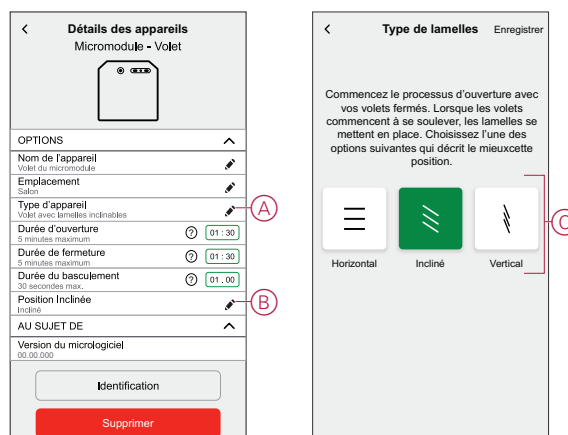 Détails des appareils
Micromodule - Volet
OPTIONS
Nom de l'appareil
Volet du micromodule
Emplacement
Salon
Type d'appareil
Volet avec lamelles inclinables
A
Durée d'ouverture
5 minutes maximum
? 01 : 30
Durée de fermeture
5 minutes maximum
? 01 : 30
Durée du basculement
30 secondes max.
? 01 . 00
Position Inclinée
Incliné
B
AU SUJET DE
Version du micrologiciel
00.00.000
Identification
Supprimer
Type de lamelles Enregistrer
Commencez le processus d'ouverture avec
vos volets fermés. Lorsque les volets
commencent à se soulever, les lamelles se
mettent en place. Choisissez l'une des
options suivantes qui décrit le mieuxcette
position.
Horizontal Incliné Vertical
C